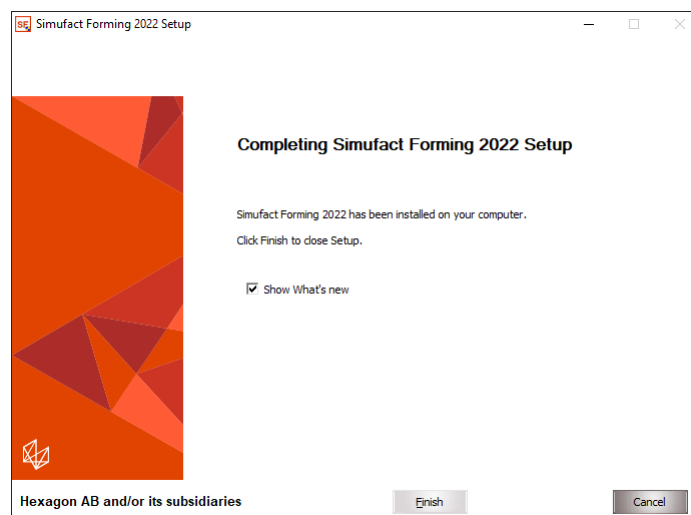 SF Simufact Forming 2022 Setup
Completing Simufact Forming 2022 Setup
Simufact Forming 2022 has been installed on your computer.
Click Finish to close Setup.
Show What's new
Hexagon AB and/or its subsidiaries
Finish
Cancel